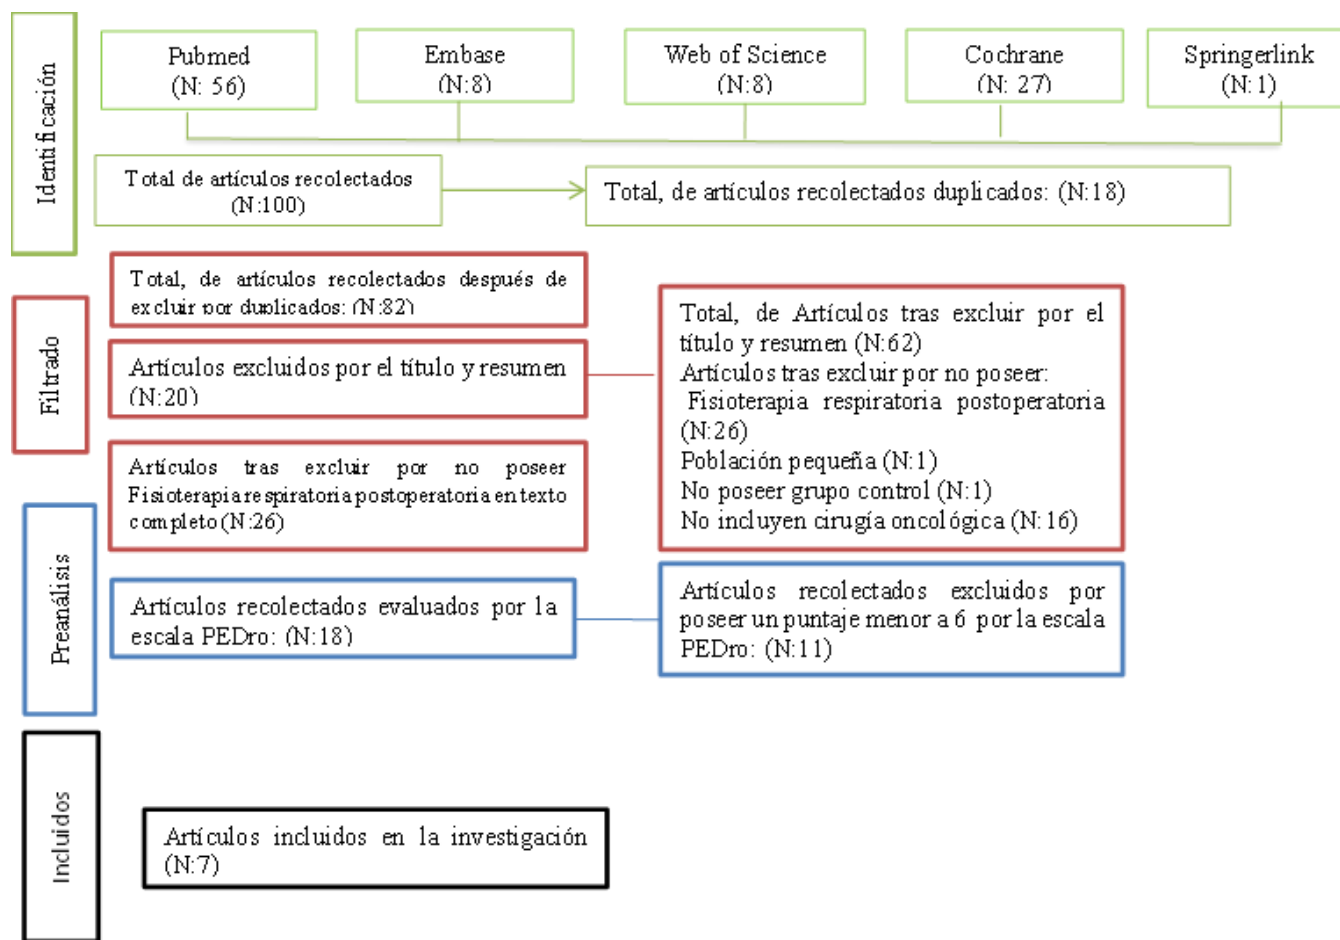 Identificación
Pubmed
(N: 56)
Embase
(N:8)
Web of Science
(N:8)
Cochrane
(N: 27)
Springerlink
(N:1)
Total de artículos recolectados
(N:100)
Total, de artículos recolectados duplicados: (N:18)
Filtrado
Total, de artículos recolectados después de
excluir por duplicados: (N:82)
Artículos excluidos por el título y resumen
(N:20)
Artículos tras excluir por no poseer
Fisioterapia respiratoria postoperatoria en texto
completo (N:26)
Total, de Artículos tras excluir por el
título y resumen (N:62)
Artículos tras excluir por no poseer:
Fisioterapia respiratoria postoperatoria
(N:26)
Población pequeña (N:1)
No poseer grupo control (N:1)
No incluyen cirugía oncológica (N:16)
Preanálisis
Artículos recolectados evaluados por la
escala PEDro: (N:18)
Artículos recolectados excluidos por
poseer un puntaje menor a 6 por la escala
PEDro: (N:11)
Incluidos
Artículos incluidos en la investigación
(N:7)